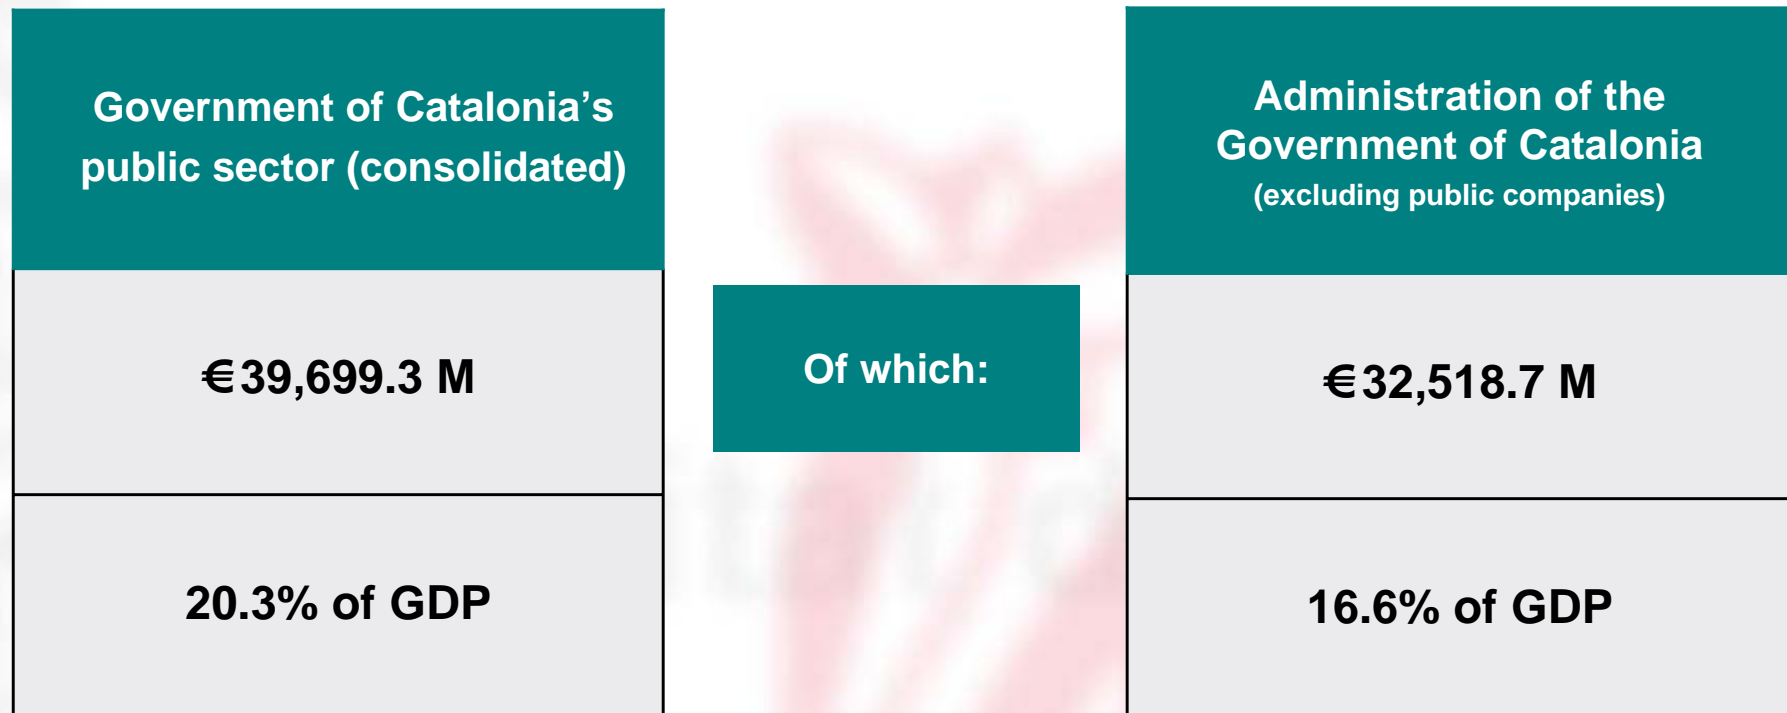 Government of Catalonia’s
public sector (consolidated)
€39,699.3 M
20.3% of GDP
Of which:
Administration of the
Government of Catalonia
(excluding public companies)
€32,518.7 M
16.6% of GDP